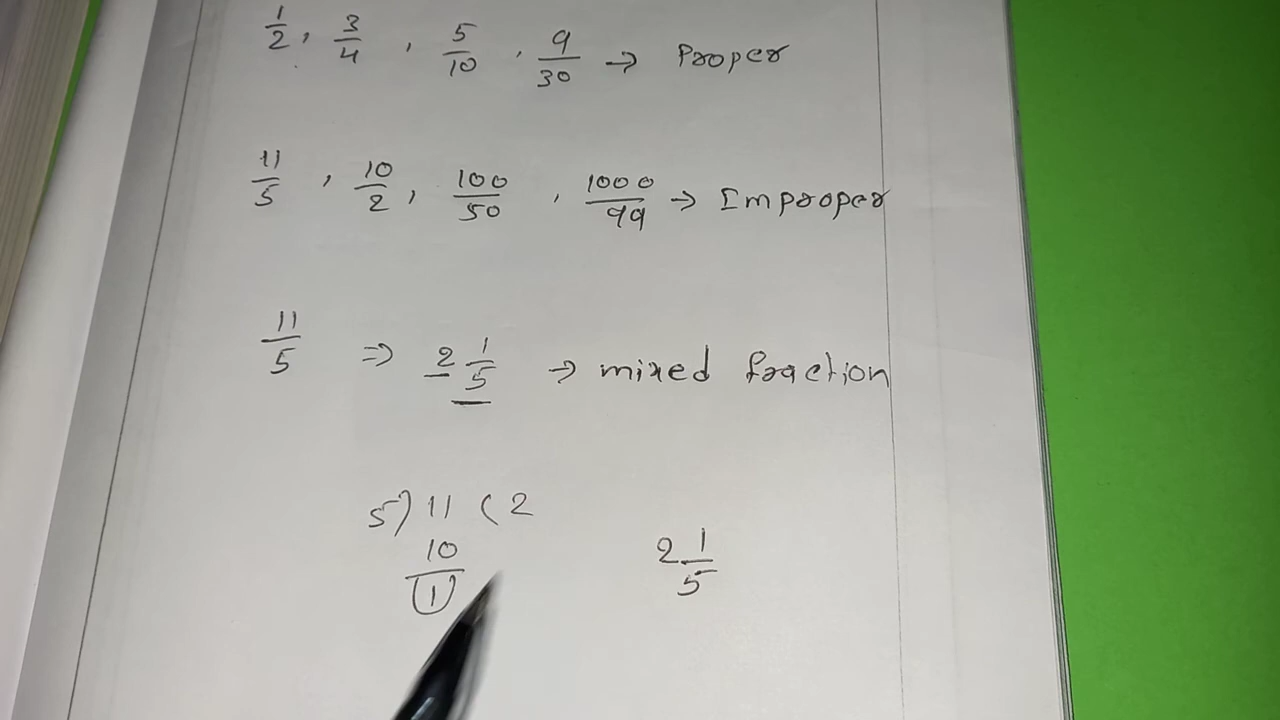 1/2, 3/4, 5/10, 9/30 → Proper
11/5, 10/2, 100/50, 1000/99 → Improper
11/5 ⇒ 2 1/5 → mixed fraction
5) 11 (2
10
1
2 1/5